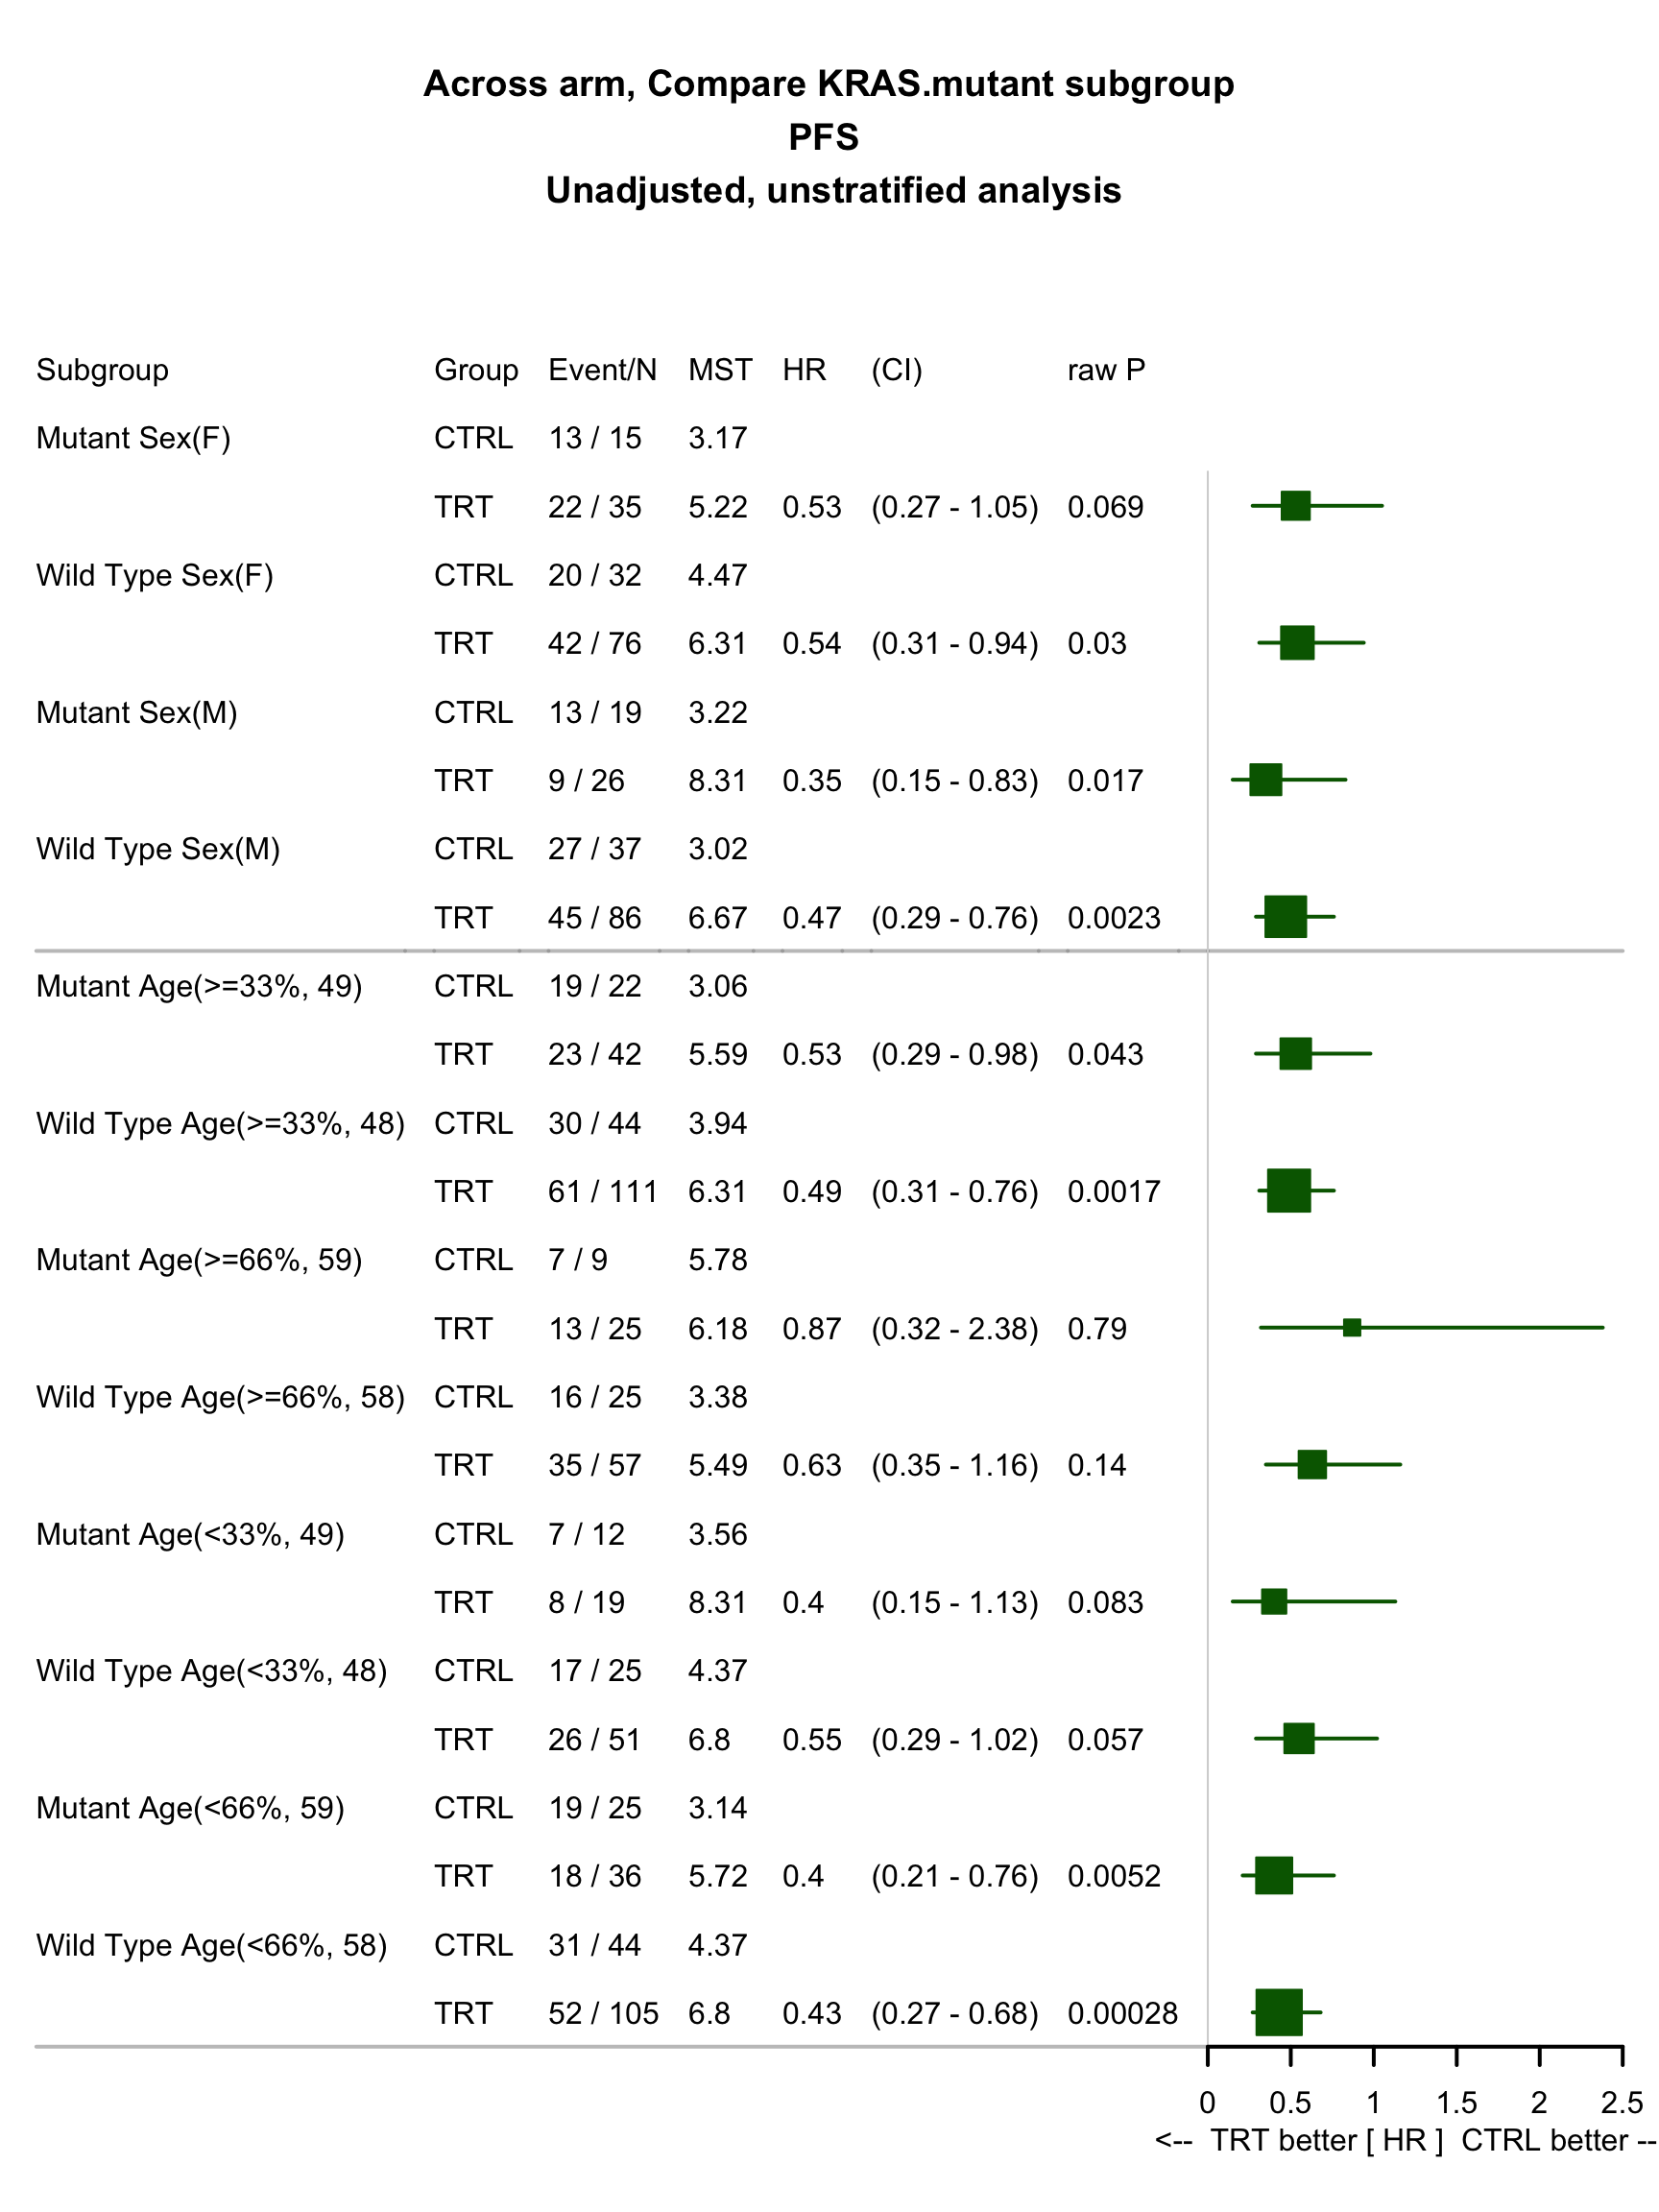 Across arm, Compare KRAS.mutant subgroup
PFS
Unadjusted, unstratified analysis
Subgroup Group Event/N MST HR (CI) raw P
Mutant Sex(F) CTRL 13 / 15 3.17
TRT 22 / 35 5.22 0.53 (0.27 - 1.05) 0.069
Wild Type Sex(F) CTRL 20 / 32 4.47
TRT 42 / 76 6.31 0.54 (0.31 - 0.94) 0.03
Mutant Sex(M) CTRL 13 / 19 3.22
TRT 9 / 26 8.31 0.35 (0.15 - 0.83) 0.017
Wild Type Sex(M) CTRL 27 / 37 3.02
TRT 45 / 86 6.67 0.47 (0.29 - 0.76) 0.0023
Mutant Age(>=33%, 49) CTRL 19 / 22 3.06
TRT 23 / 42 5.59 0.53 (0.29 - 0.98) 0.043
Wild Type Age(>=33%, 48) CTRL 30 / 44 3.94
TRT 61 / 111 6.31 0.49 (0.31 - 0.76) 0.0017
Mutant Age(>=66%, 59) CTRL 7 / 9 5.78
TRT 13 / 25 6.18 0.87 (0.32 - 2.38) 0.79
Wild Type Age(>=66%, 58) CTRL 16 / 25 3.38
TRT 35 / 57 5.49 0.63 (0.35 - 1.16) 0.14
Mutant Age(<33%, 49) CTRL 7 / 12 3.56
TRT 8 / 19 8.31 0.4 (0.15 - 1.13) 0.083
Wild Type Age(<33%, 48) CTRL 17 / 25 4.37
TRT 26 / 51 6.8 0.55 (0.29 - 1.02) 0.057
Mutant Age(<66%, 59) CTRL 19 / 25 3.14
TRT 18 / 36 5.72 0.4 (0.21 - 0.76) 0.0052
Wild Type Age(<66%, 58) CTRL 31 / 44 4.37
TRT 52 / 105 6.8 0.43 (0.27 - 0.68) 0.00028
0 0.5 1 1.5 2 2.5
<-- TRT better [ HR ] CTRL better --